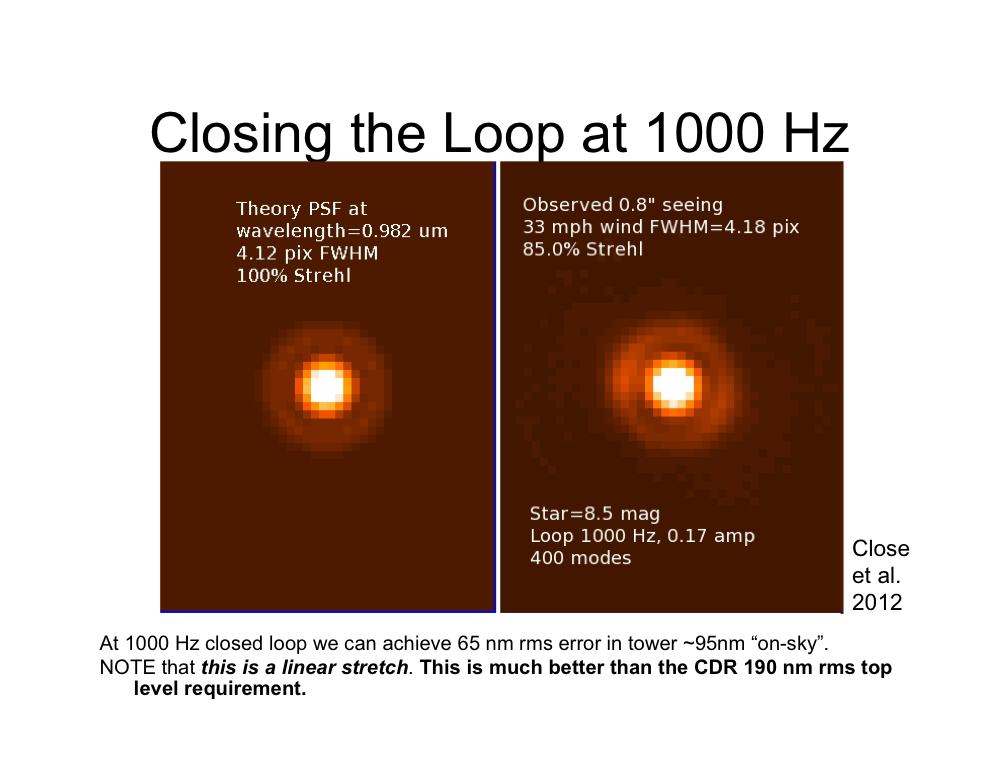 Closing the Loop at 1000 Hz
Theory PSF at
wavelength=0.982 um
4.12 pix FWHM
100% Strehl
Observed 0.8" seeing
33 mph wind FWHM=4.18 pix
85.0% Strehl
Star=8.5 mag
Loop 1000 Hz, 0.17 amp
400 modes
Close
et al.
2012
At 1000 Hz closed loop we can achieve 65 nm rms error in tower ~95nm “on-sky”.
NOTE that this is a linear stretch. This is much better than the CDR 190 nm rms top
level requirement.